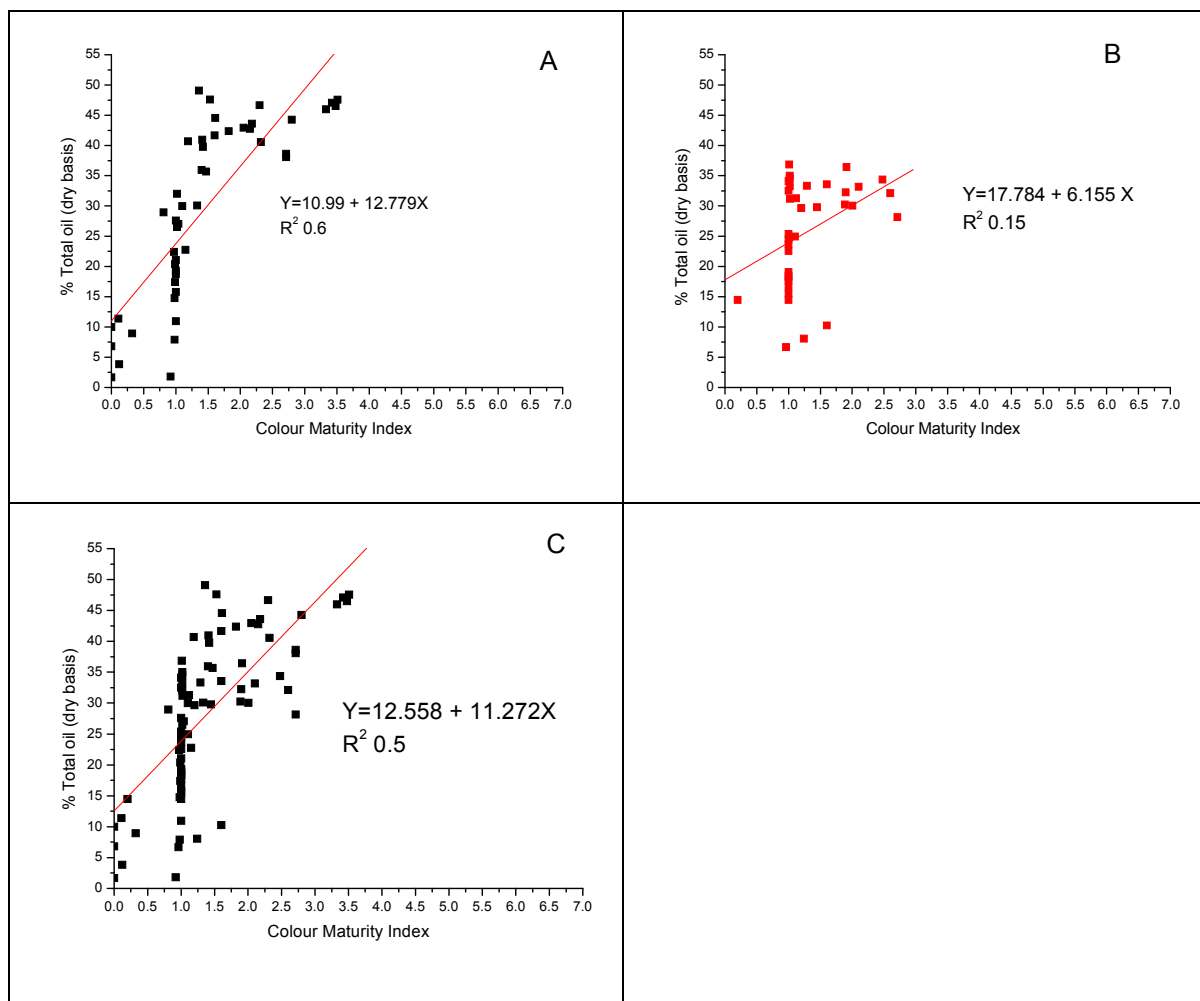 A
55
50
45
40
35
30
25
20
15
10
5
0
% Total oil (dry basis)
Y=10.99 + 12.779X
R² 0.6
0.0 0.5 1.0 1.5 2.0 2.5 3.0 3.5 4.0 4.5 5.0 5.5 6.0 6.5 7.0
Colour Maturity Index
B
55
50
45
40
35
30
25
20
15
10
5
0
% Total oil (dry basis)
Y=17.784 + 6.155 X
R² 0.15
0.0 0.5 1.0 1.5 2.0 2.5 3.0 3.5 4.0 4.5 5.0 5.5 6.0 6.5 7.0
Colour Maturity Index
C
55
50
45
40
35
30
25
20
15
10
5
0
% Total oil (dry basis)
Y=12.558 + 11.272X
R² 0.5
0.0 0.5 1.0 1.5 2.0 2.5 3.0 3.5 4.0 4.5 5.0 5.5 6.0 6.5 7.0
Colour Maturity Index